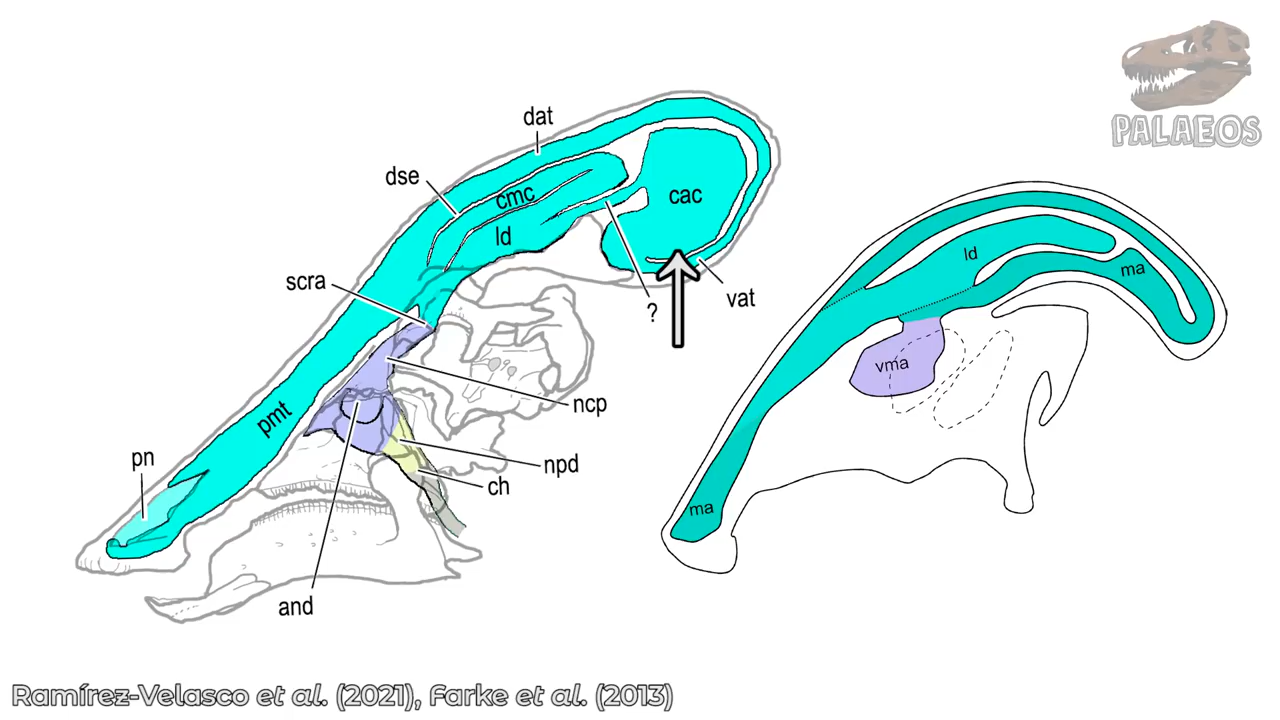 PALAEOS
dat
dse
cmc
cac
ld
scra
?
vat
ncp
pmt
pn
npd
ch
and
ld
ma
vma
ma
Ramírez-Velasco et al. (2021), Farke et al. (2013)